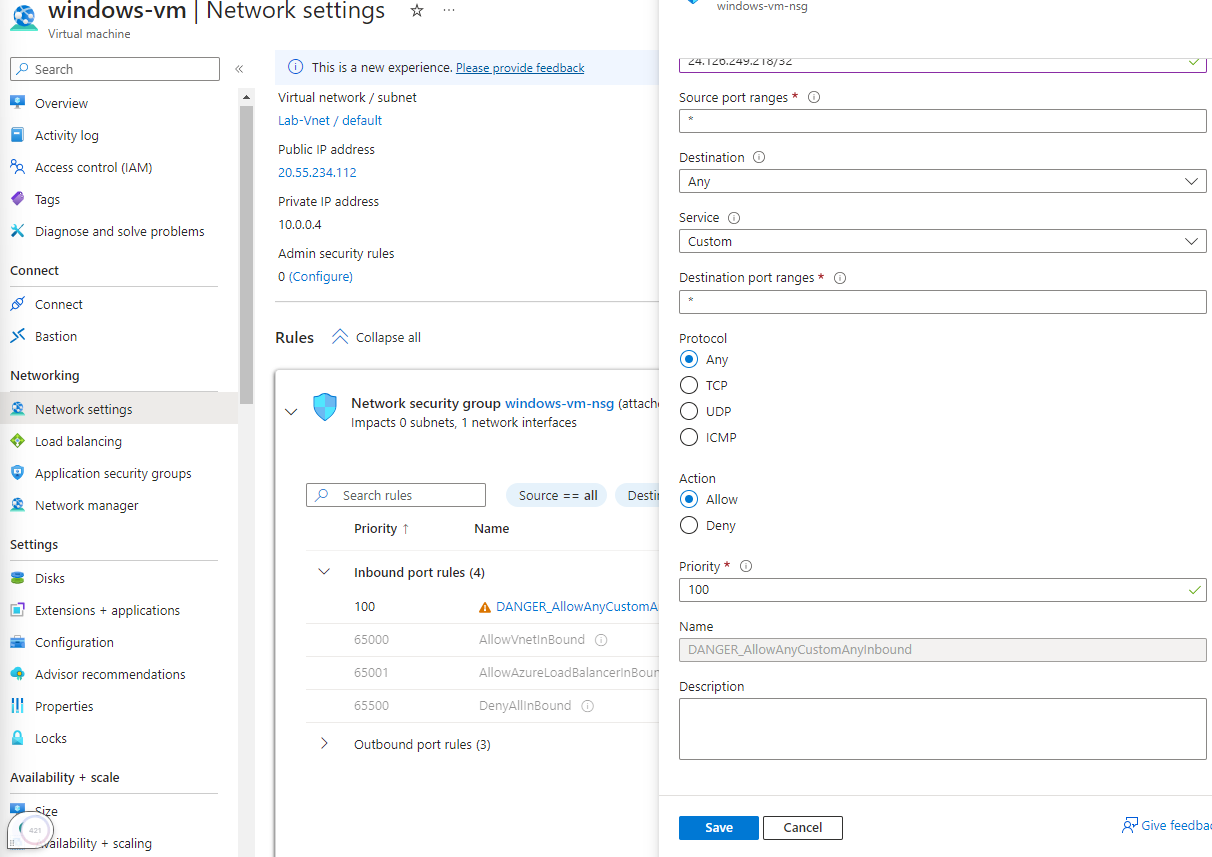 windows-vm | Network settings
Virtual machine
Search
Overview
Activity log
Access control (IAM)
Tags
Diagnose and solve problems
Connect
Connect
Bastion
Networking
Network settings
Load balancing
Application security groups
Network manager
Settings
Disks
Extensions + applications
Configuration
Advisor recommendations
Properties
Locks
Availability + scale
Size
Availability + scaling
421
This is a new experience. Please provide feedback
Virtual network / subnet
Lab-Vnet / default
Public IP address
20.55.234.112
Private IP address
10.0.0.4
Admin security rules
0 (Configure)
Rules
Collapse all
Network security group windows-vm-nsg (attache
Impacts 0 subnets, 1 network interfaces
Search rules
Source == all
Destin
Priority ↑ Name
Inbound port rules (4)
100 DANGER_AllowAnyCustomA
65000 AllowVnetInBound
65001 AllowAzureLoadBalancerInBoun
65500 DenyAllInBound
Outbound port rules (3)
windows-vm-nsg
24.126.249.218/32
Source port ranges *
*
Destination
Any
Service
Custom
Destination port ranges *
*
Protocol
Any
TCP
UDP
ICMP
Action
Allow
Deny
Priority *
100
Name
DANGER_AllowAnyCustomAnyInbound
Description
Save
Cancel
Give feedbac